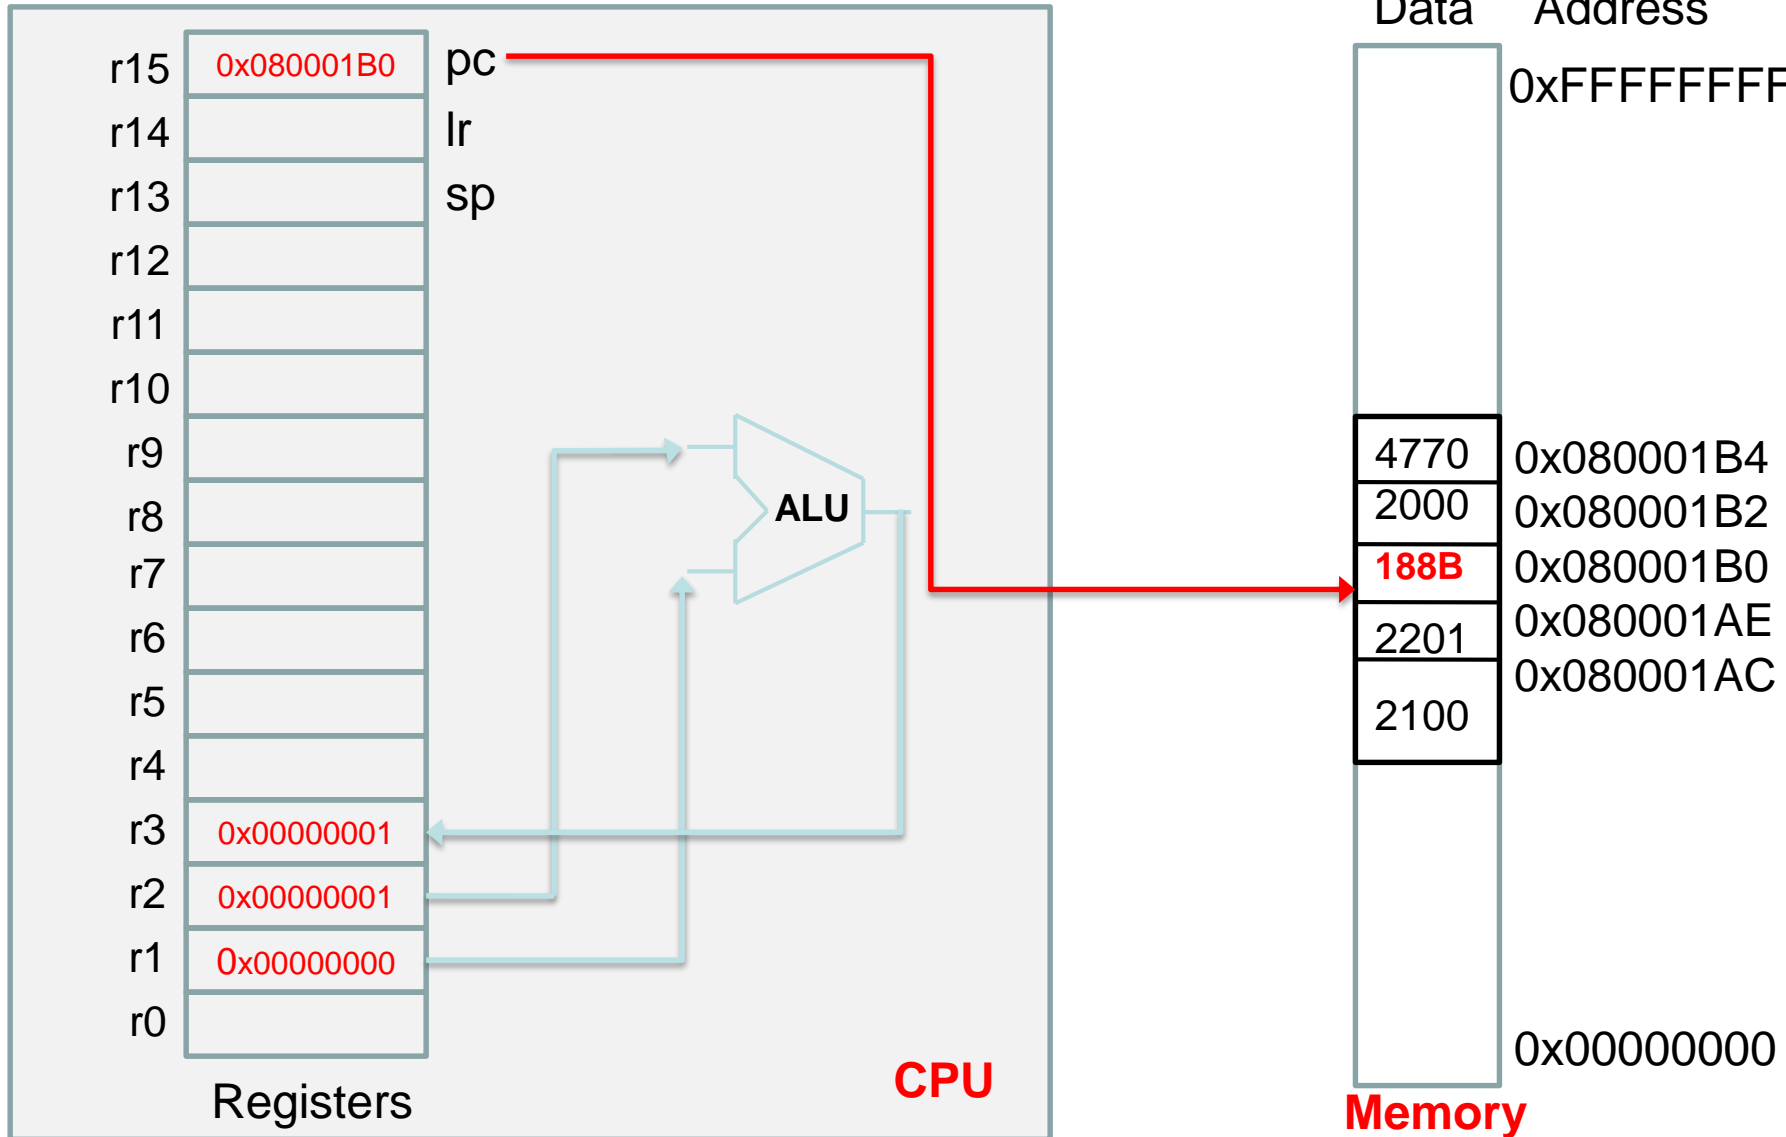 Data Address
r15 0x080001B0 pc
0xFFFFFFFF
r14 lr
r13 sp
r12
r11
r10
r9
4770 0x080001B4
r8 ALU
2000 0x080001B2
r7
188B 0x080001B0
r6
2201 0x080001AE
r5
0x080001AC
2100
r4
r3 0x00000001
r2 0x00000001
r1 0x00000000
r0
0x00000000
CPU
Registers
Memory